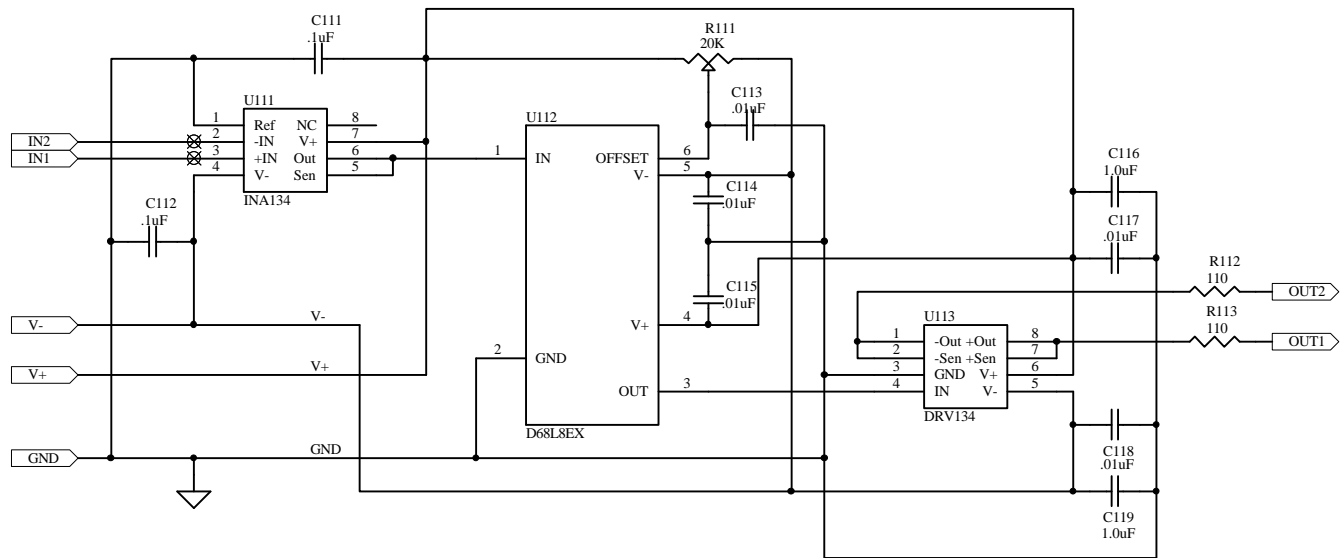 C111
.1uF
R111
20K
C113
.01uF
U111
1
2
3
4
Ref
-IN
+IN
V-
NC
V+
Out
Sen
8
7
6
5
INA134
IN2
IN1
C112
.1uF
U112
1
IN
OFFSET
V-
6
5
C114
.01uF
C115
.01uF
V+
4
2
GND
OUT
3
D68L8EX
C116
1.0uF
C117
.01uF
R112
110
OUT2
R113
110
OUT1
U113
1
2
3
4
-Out
-Sen
GND
IN
+Out
+Sen
V+
V-
8
7
6
5
DRV134
C118
.01uF
C119
1.0uF
V-
V-
V+
V+
GND
GND